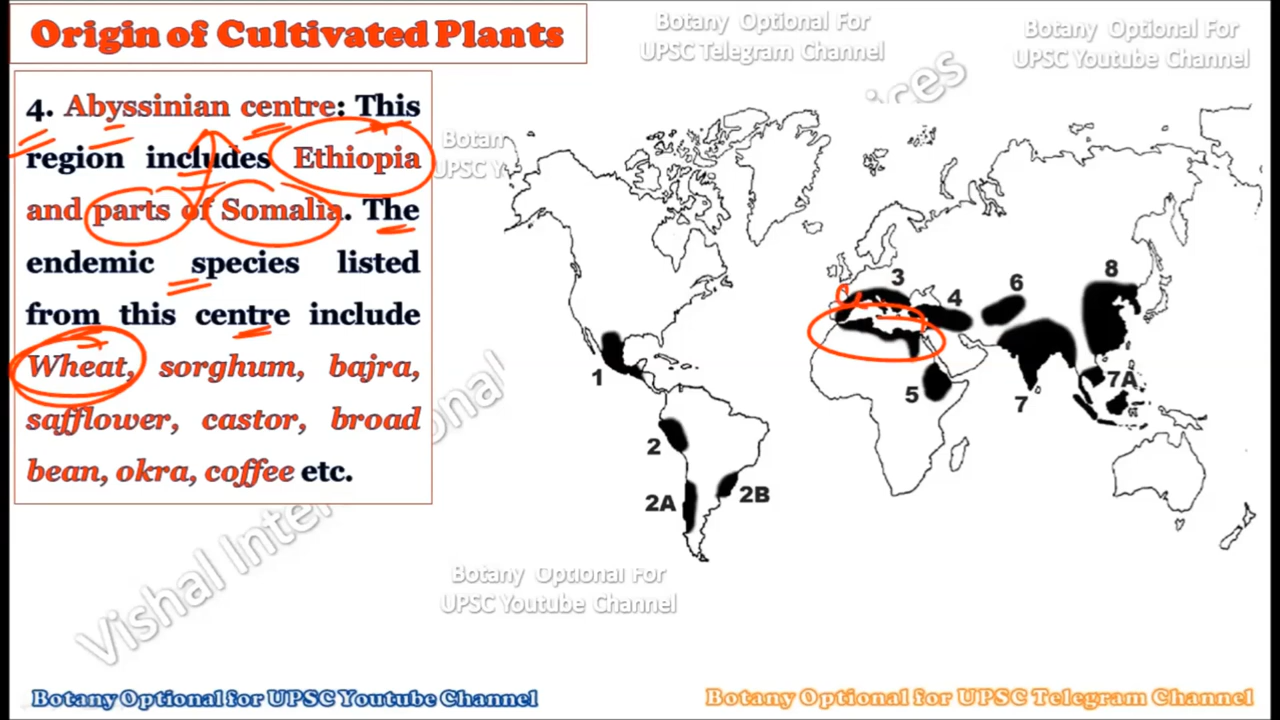 Origin of Cultivated Plants
Botany Optional For
UPSC Telegram Channel
Botany Optional For
UPSC Youtube Channel
4. Abyssinian centre: This
region includes Ethiopia
and parts of Somalia. The
endemic species listed
from this centre include
Wheat, sorghum, bajra,
safflower, castor, broad
bean, okra, coffee etc.
3
4
6
8
1
5
7
7A
2
2A
2B
Botany Optional For
UPSC Youtube Channel
Botany Optional for UPSC Youtube Channel
Botany Optional for UPSC Telegram Channel